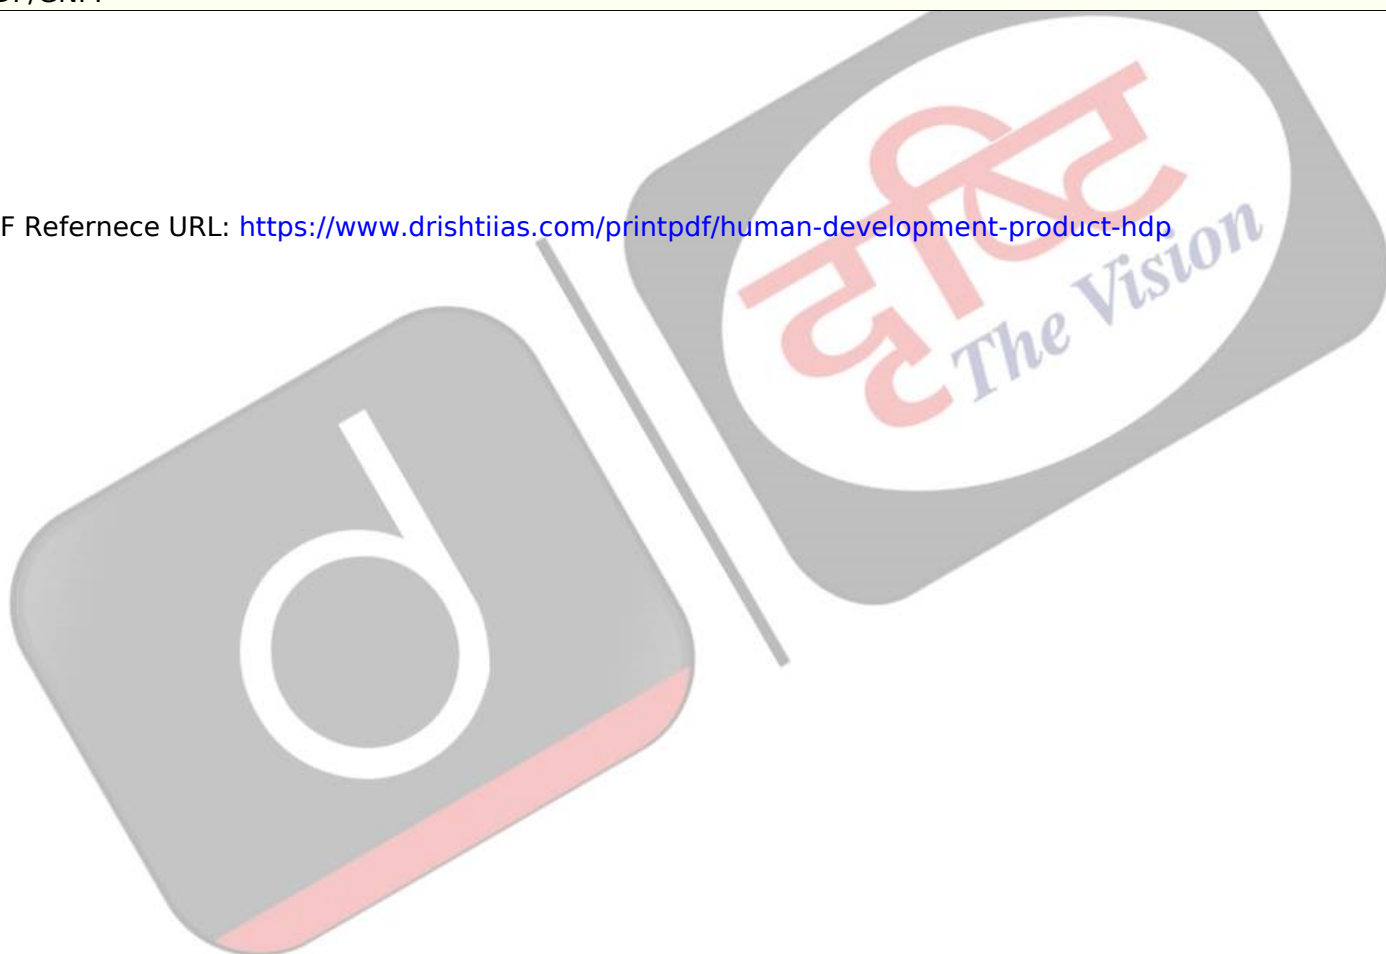 F Refernece URL: https://www.drishtiias.com/printpdf/human-development-product-hdp
दृष्टि
The Vision
d